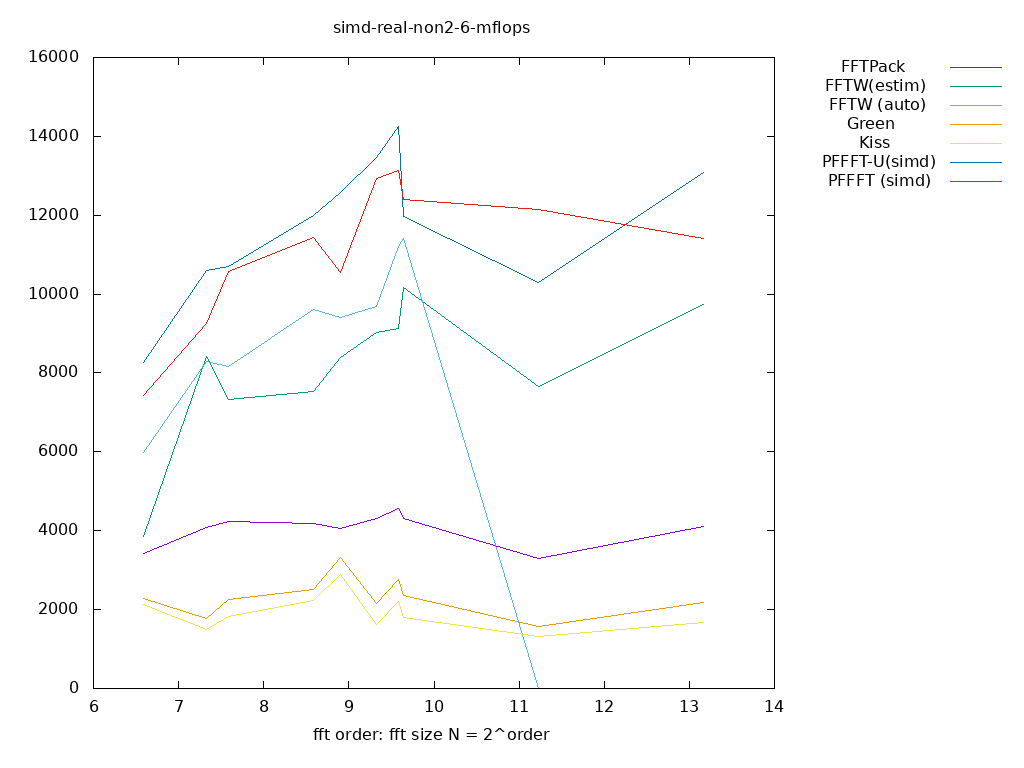 simd-real-non2-6-mflops
16000
14000
12000
10000
8000
6000
4000
2000
0
6 7 8 9 10 11 12 13 14
fft order: fft size N = 2^order
FFTPack
FFTW(estim)
FFTW (auto)
Green
Kiss
PFFFT-U(simd)
PFFFT (simd)